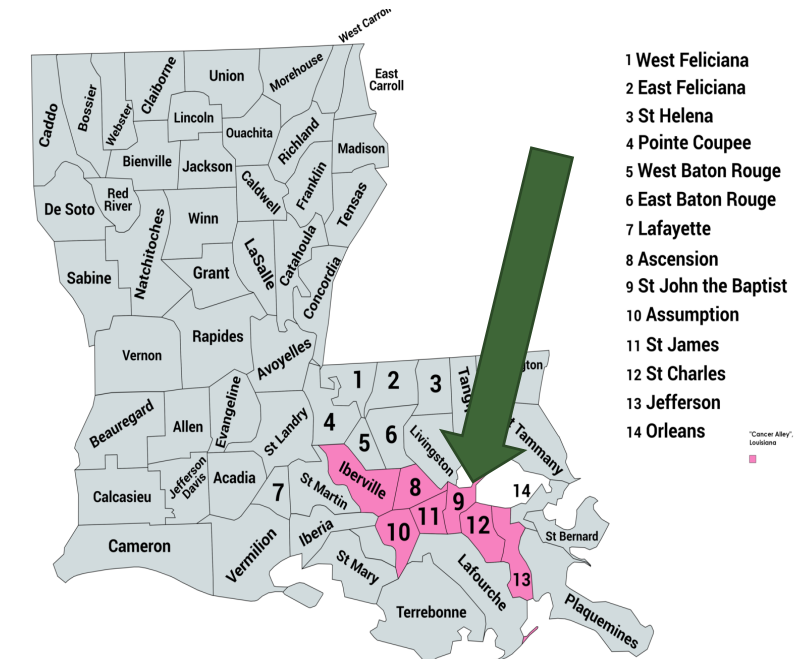 West Carroll
East
Carroll
Caddo
Bossier
Webster
Claiborne
Union
Morehouse
Lincoln
Ouachita
Richland
Madison
Bienville
Jackson
Caldwell
Franklin
Tensas
De Soto
Red
River
Natchitoches
Winn
LaSalle
Catahoula
Concordia
Sabine
Grant
Vernon
Rapides
Avoyelles
Beauregard
Allen
Evangeline
St Landry
1
2
3
Tang
gton
4
5
6
Livingston
t Tammany
Calcasieu
Jefferson
Davis
Acadia
7
St Martin
Iberville
8
9
14
10
11
12
13
Cameron
Vermilion
Iberia
St Mary
Lafourche
Terrebonne
St Bernard
Plaquemines
1 West Feliciana
2 East Feliciana
3 St Helena
4 Pointe Coupee
5 West Baton Rouge
6 East Baton Rouge
7 Lafayette
8 Ascension
9 St John the Baptist
10 Assumption
11 St James
12 St Charles
13 Jefferson
14 Orleans
"Cancer Alley",
Louisiana